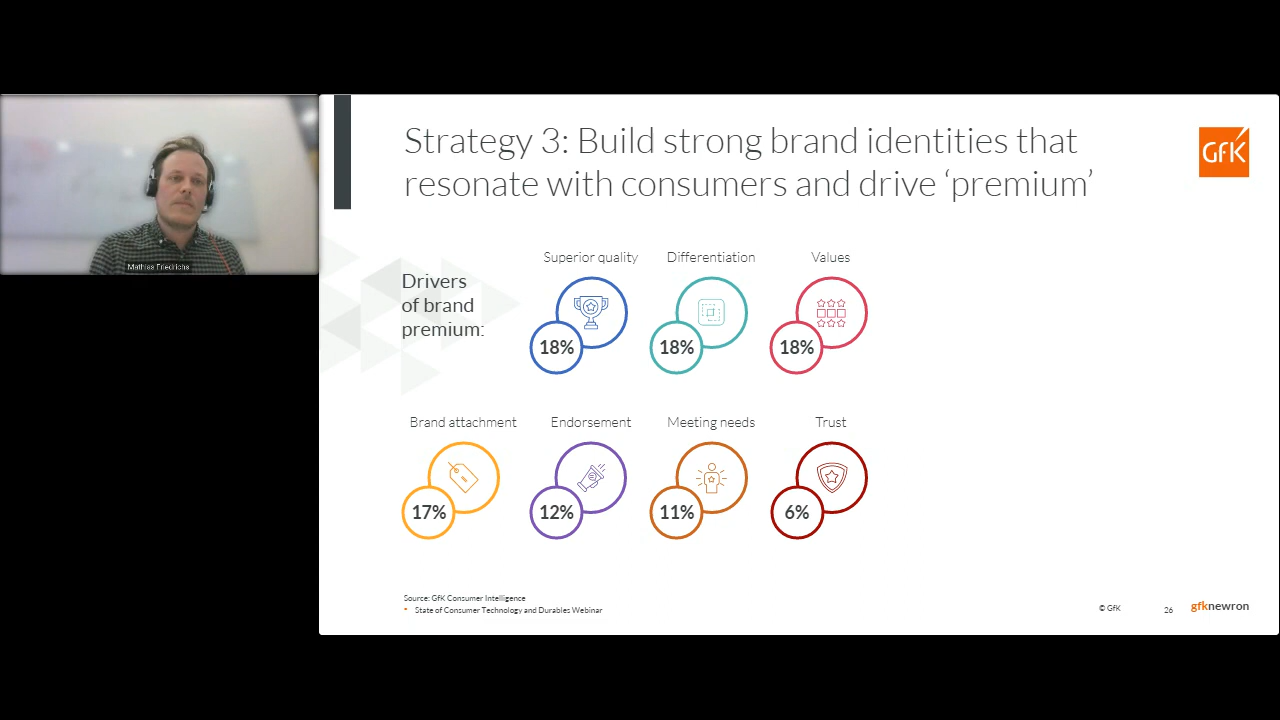 Mathias Friedrichs
Strategy 3: Build strong brand identities that
resonate with consumers and drive ‘premium’
GfK
Drivers
of brand
premium:
Superior quality
18%
Differentiation
18%
Values
18%
Brand attachment
17%
Endorsement
12%
Meeting needs
11%
Trust
6%
Source: GfK Consumer Intelligence
State of Consumer Technology and Durables Webinar
© GfK
26
gfknewron